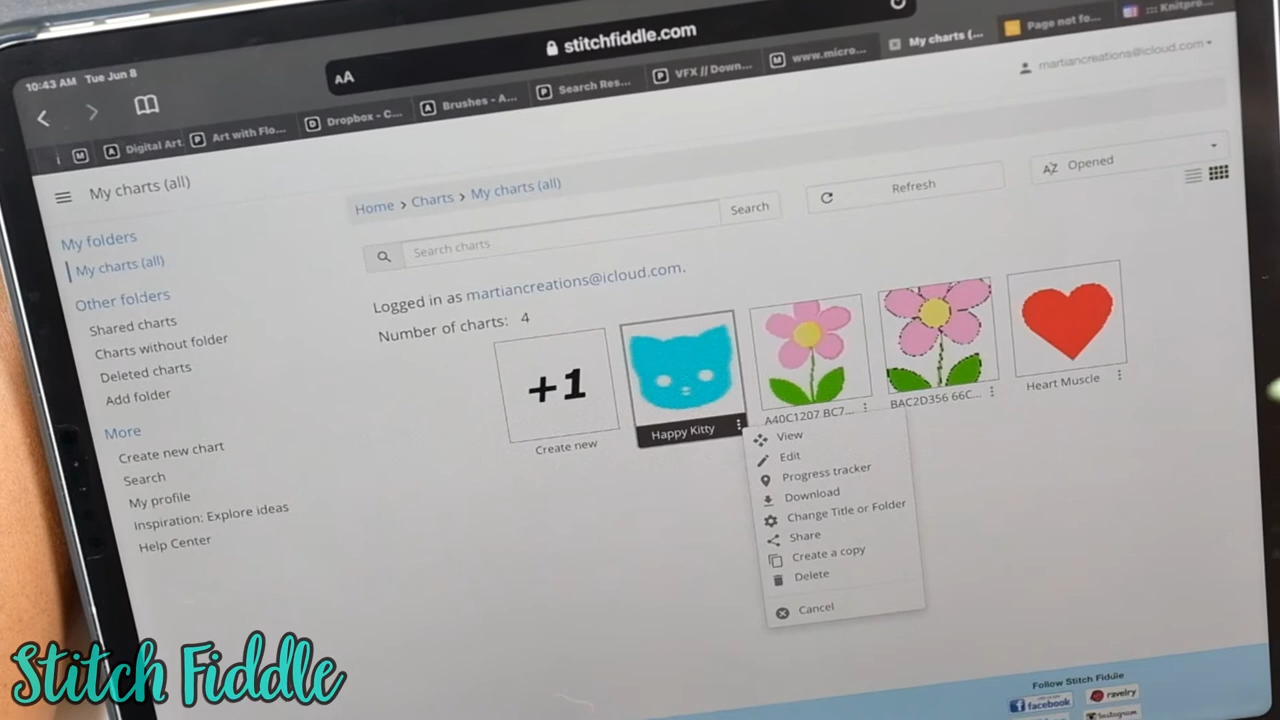 10:43 AM Tue Jun 8
AA
stitchfiddle.com
Digital Art.
Art with Flo...
Dropbox - C...
Brushes - A...
Search Res...
VFX // Down...
www.micro...
My charts (...
Page not fo...
::: Knitpro...
martiancreations@icloud.com
My charts (all)
Home > Charts > My charts (all)
Search charts
Search
Refresh
AZ Opened
My folders
My charts (all)
Other folders
Shared charts
Charts without folder
Deleted charts
Add folder
More
Create new chart
Search
My profile
Inspiration: Explore ideas
Help Center
Logged in as martiancreations@icloud.com.
Number of charts: 4
+1
Create new
Happy Kitty
A40C1207 BC7...
BAC2D356 66C...
Heart Muscle
View
Edit
Progress tracker
Download
Change Title or Folder
Share
Create a copy
Delete
Cancel
Follow Stitch Fiddle
facebook
ravelry
Instagram
Stitch Fiddle